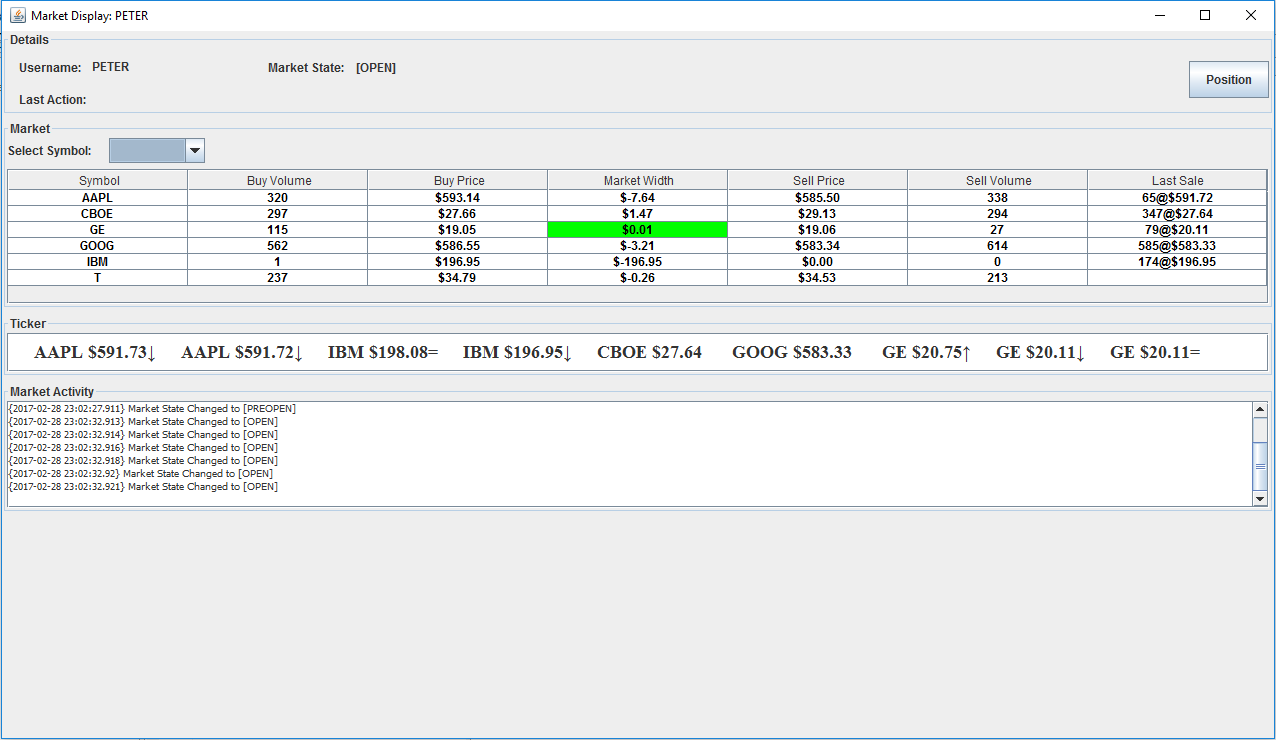 Market Display: PETER
Details
Username: PETER Market State: [OPEN]
Position
Last Action:
Market
Select Symbol:
Symbol Buy Volume Buy Price Market Width Sell Price Sell Volume Last Sale
AAPL 320 $593.14 $-7.64 $585.50 338 65@$591.72
CBOE 297 $27.66 $1.47 $29.13 294 347@$27.64
GE 115 $19.05 $0.01 $19.06 27 79@$20.11
GOOG 562 $586.55 $-3.21 $583.34 614 585@$583.33
IBM 1 $196.95 $-196.95 $0.00 0 174@$196.95
T 237 $34.79 $-0.26 $34.53 213
Ticker
AAPL $591.73↓ AAPL $591.72↓ IBM $198.08= IBM $196.95↓ CBOE $27.64 GOOG $583.33 GE $20.75↑ GE $20.11↓ GE $20.11=
Market Activity
{2017-02-28 23:02:27.911} Market State Changed to [PREOPEN]
{2017-02-28 23:02:32.913} Market State Changed to [OPEN]
{2017-02-28 23:02:32.914} Market State Changed to [OPEN]
{2017-02-28 23:02:32.916} Market State Changed to [OPEN]
{2017-02-28 23:02:32.918} Market State Changed to [OPEN]
{2017-02-28 23:02:32.92} Market State Changed to [OPEN]
{2017-02-28 23:02:32.921} Market State Changed to [OPEN]